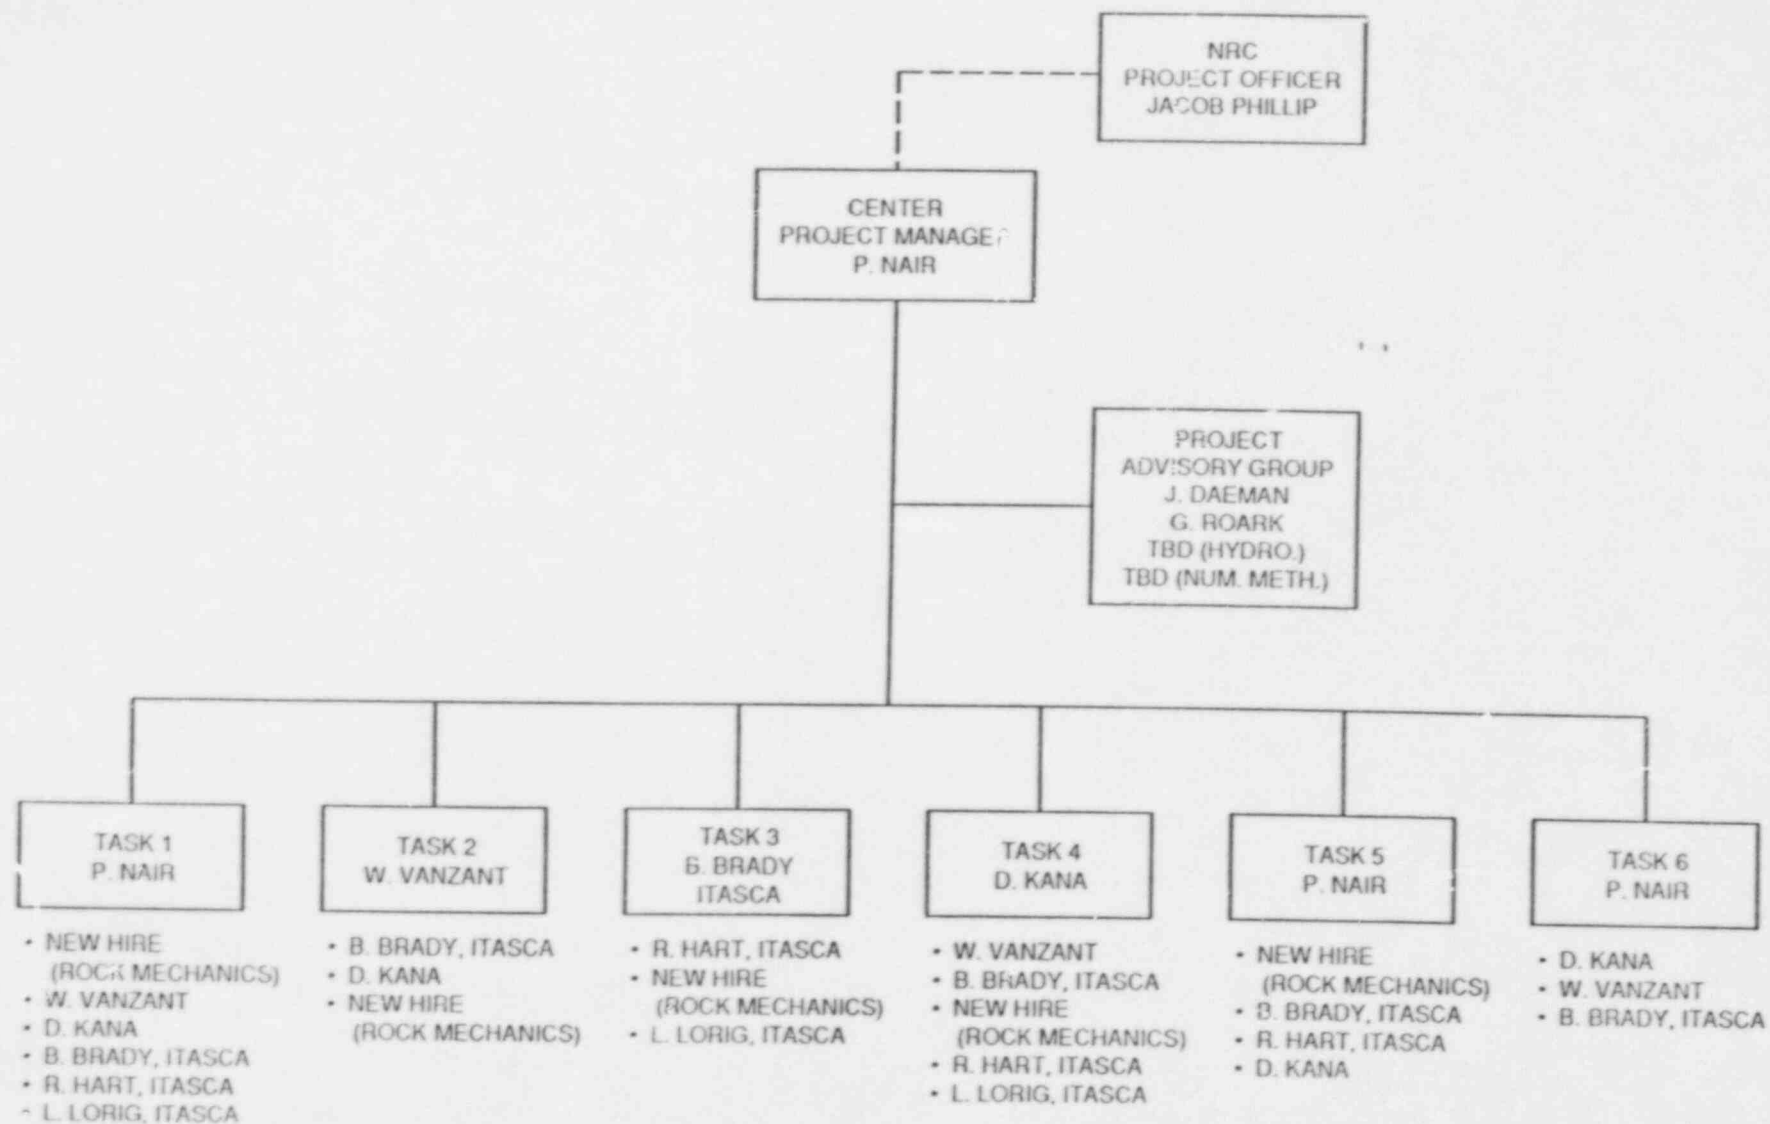 NRC
PROJECT OFFICER
JACOB PHILLIP
CENTER
PROJECT MANAGER
P. NAIR
PROJECT
ADVISORY GROUP
J. DAEMAN
G. ROARK
TBD (HYDRO.)
TBD (NUM. METH.)
TASK 1
P. NAIR
• NEW HIRE
(ROCK MECHANICS)
• W. VANZANT
• D. KANA
• B. BRADY, ITASCA
• R. HART, ITASCA
• L. LORIG, ITASCA
TASK 2
W. VANZANT
• B. BRADY, ITASCA
• D. KANA
• NEW HIRE
(ROCK MECHANICS)
TASK 3
B. BRADY
ITASCA
• R. HART, ITASCA
• NEW HIRE
(ROCK MECHANICS)
• L. LORIG, ITASCA
TASK 4
D. KANA
• W. VANZANT
• B. BRADY, ITASCA
• NEW HIRE
(ROCK MECHANICS)
• R. HART, ITASCA
• L. LORIG, ITASCA
TASK 5
P. NAIR
• NEW HIRE
(ROCK MECHANICS)
• B. BRADY, ITASCA
• R. HART, ITASCA
• D. KANA
TASK 6
P. NAIR
• D. KANA
• W. VANZANT
• B. BRADY, ITASCA